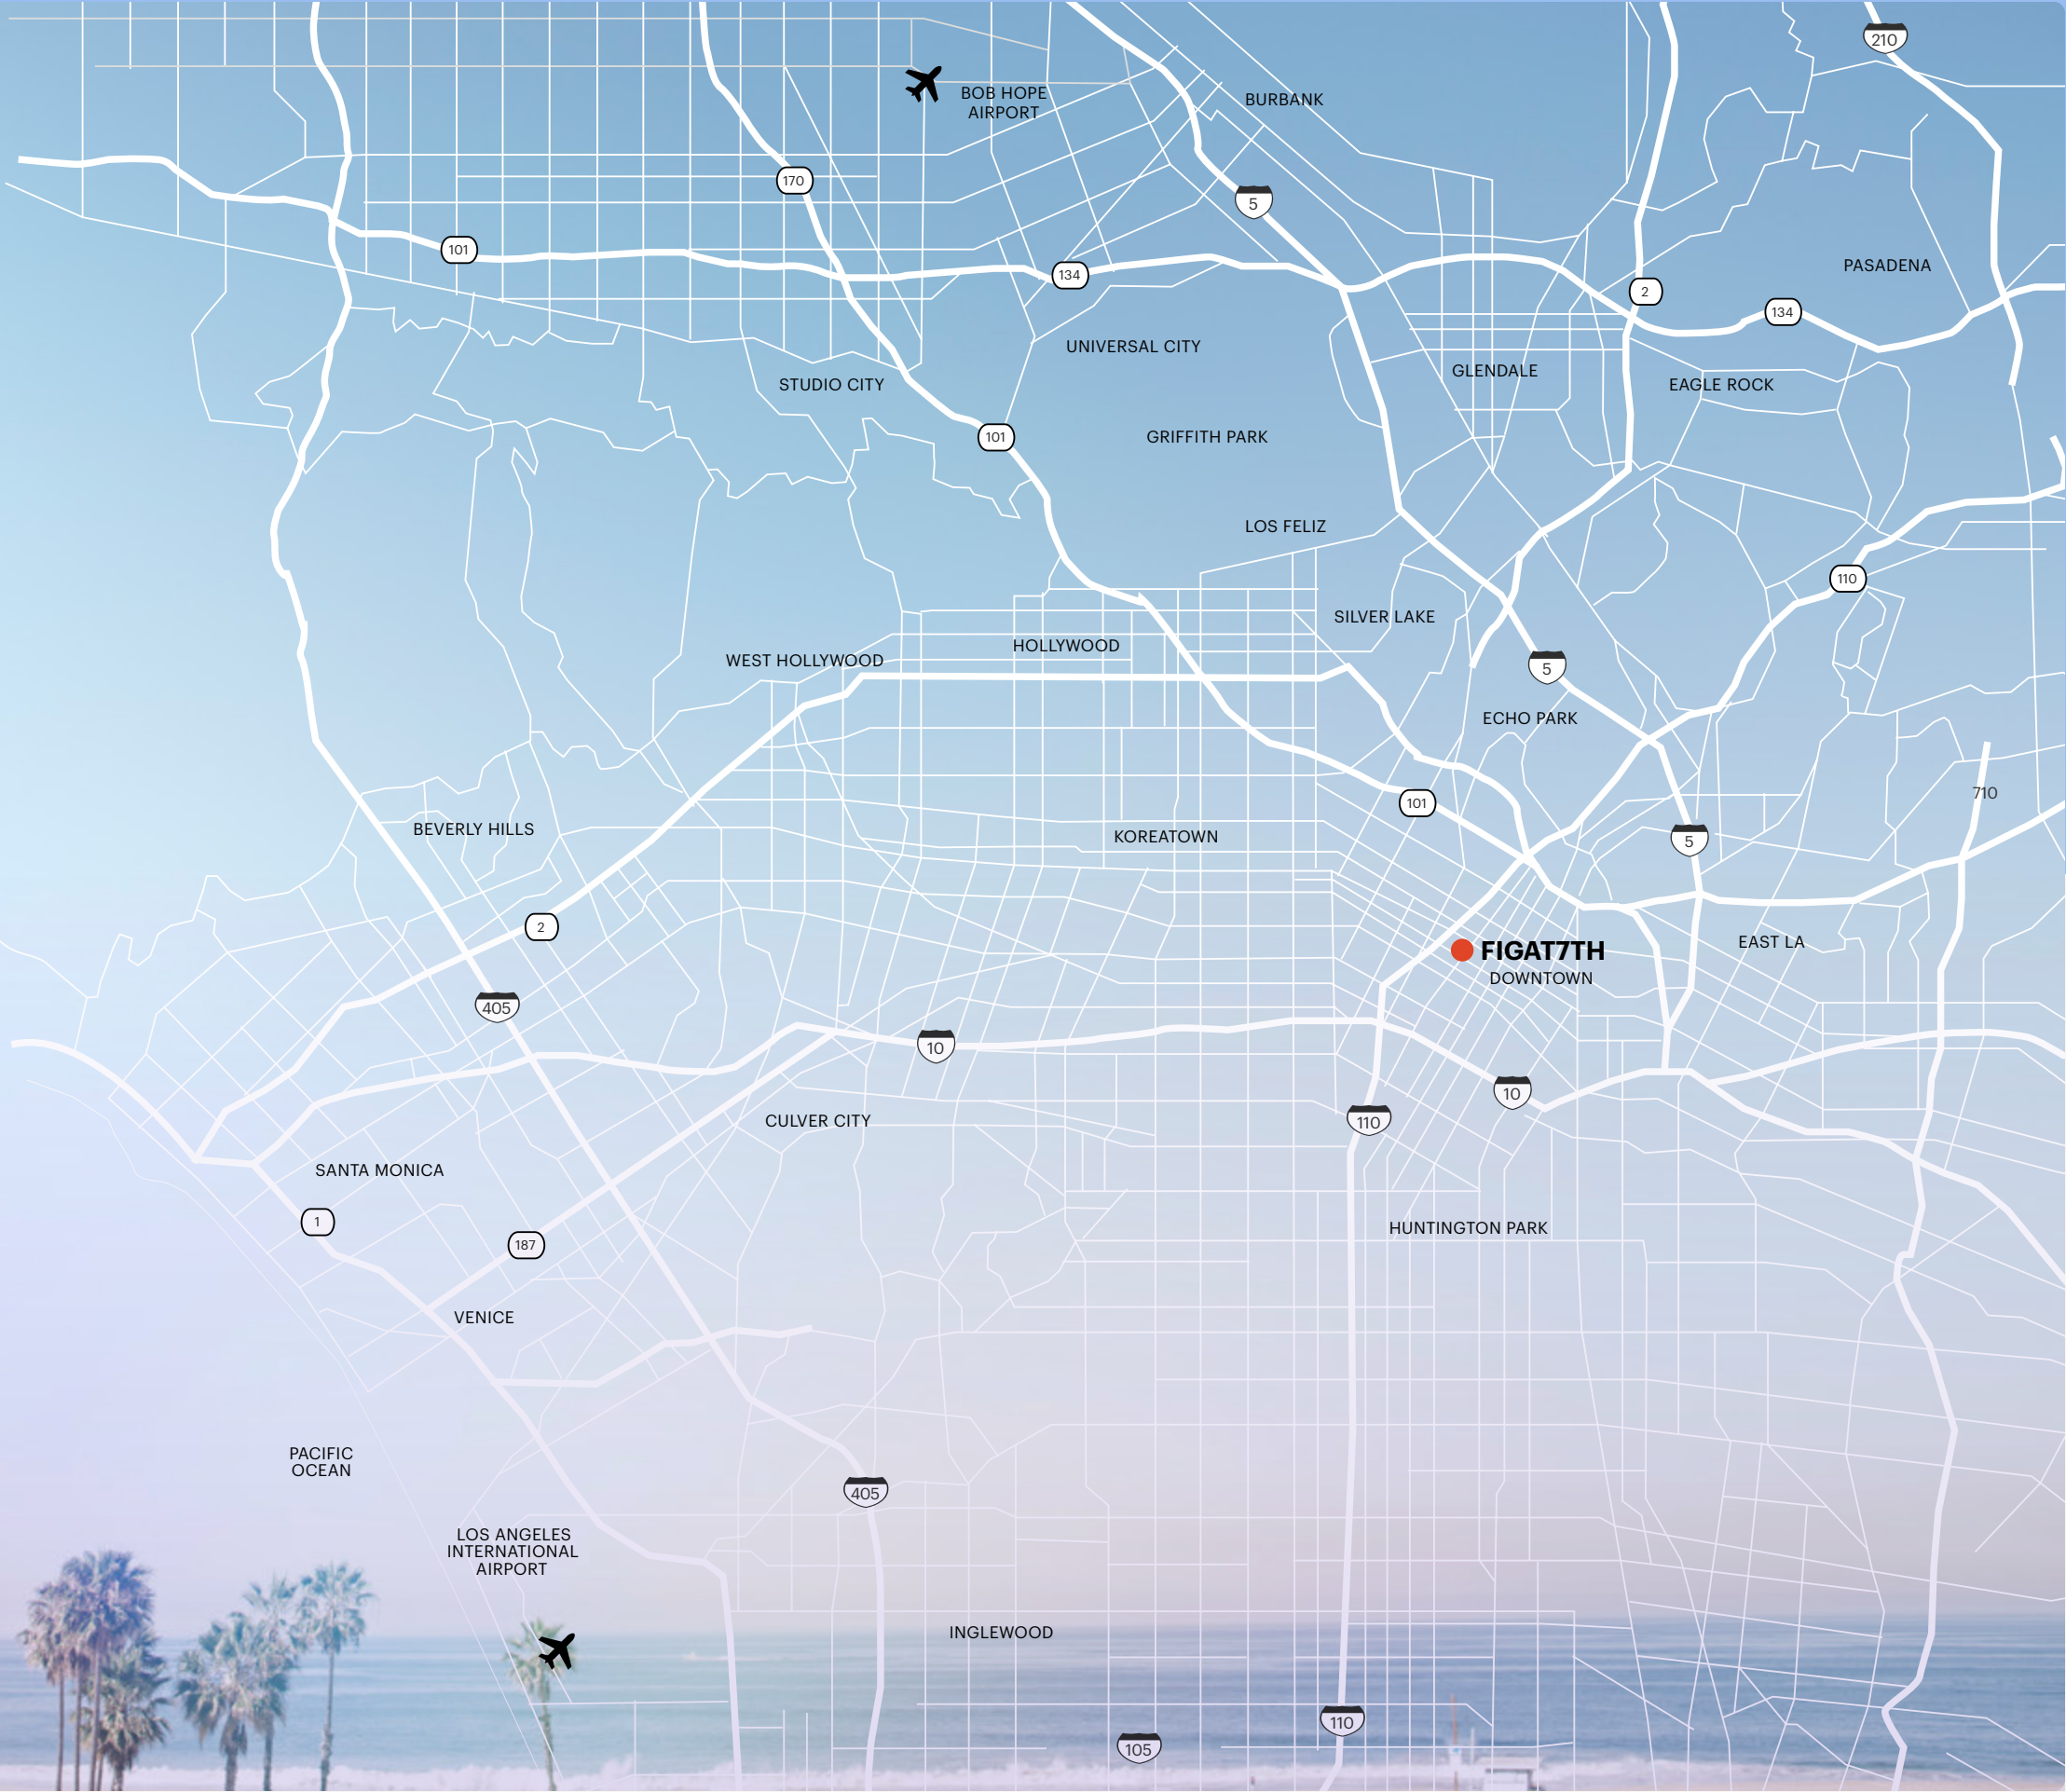 210
BOB HOPE
AIRPORT
BURBANK
170
5
101
134
PASADENA
2
134
UNIVERSAL CITY
STUDIO CITY
GLENDALE
EAGLE ROCK
101
GRIFFITH PARK
LOS FELIZ
110
SILVER LAKE
HOLLYWOOD
WEST HOLLYWOOD
5
ECHO PARK
710
101
BEVERLY HILLS
KOREATOWN
5
2
EAST LA
FIGAT7TH
DOWNTOWN
405
10
10
110
CULVER CITY
SANTA MONICA
1
187
HUNTINGTON PARK
VENICE
PACIFIC
OCEAN
405
LOS ANGELES
INTERNATIONAL
AIRPORT
INGLEWOOD
110
105